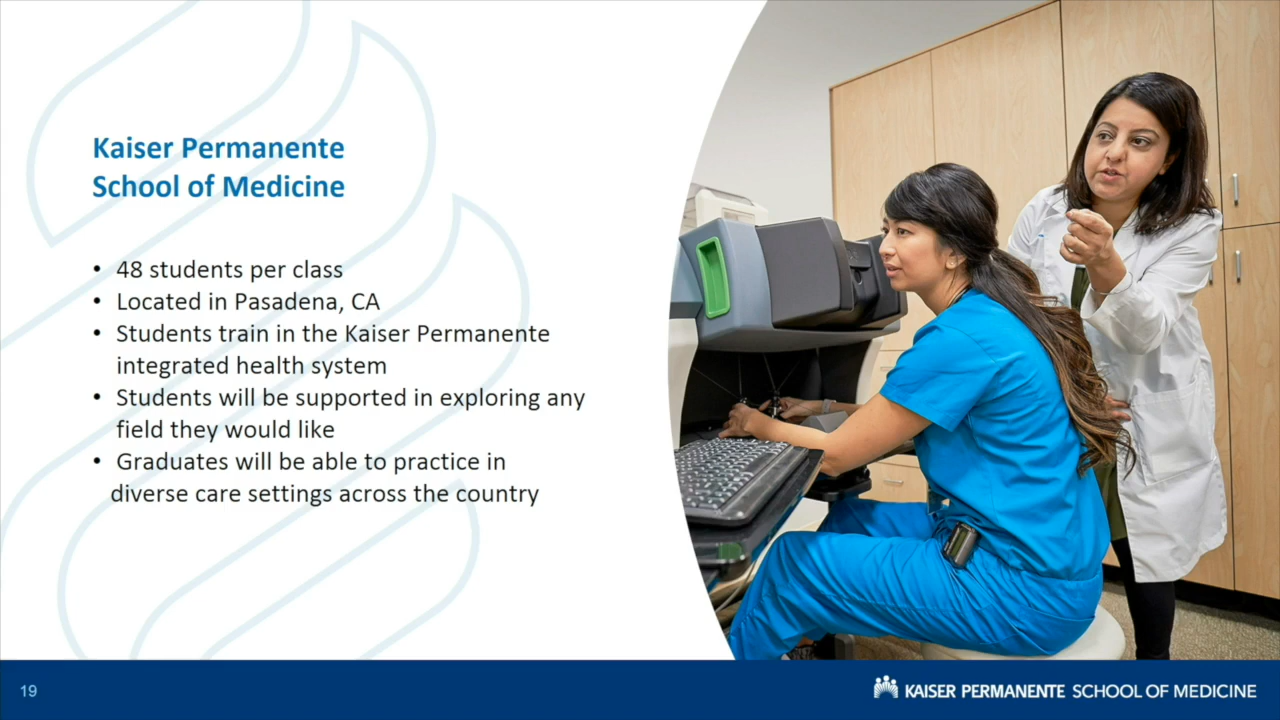 Kaiser Permanente
School of Medicine
• 48 students per class
• Located in Pasadena, CA
• Students train in the Kaiser Permanente
integrated health system
• Students will be supported in exploring any
field they would like
• Graduates will be able to practice in
diverse care settings across the country
19
KAISER PERMANENTE SCHOOL OF MEDICINE